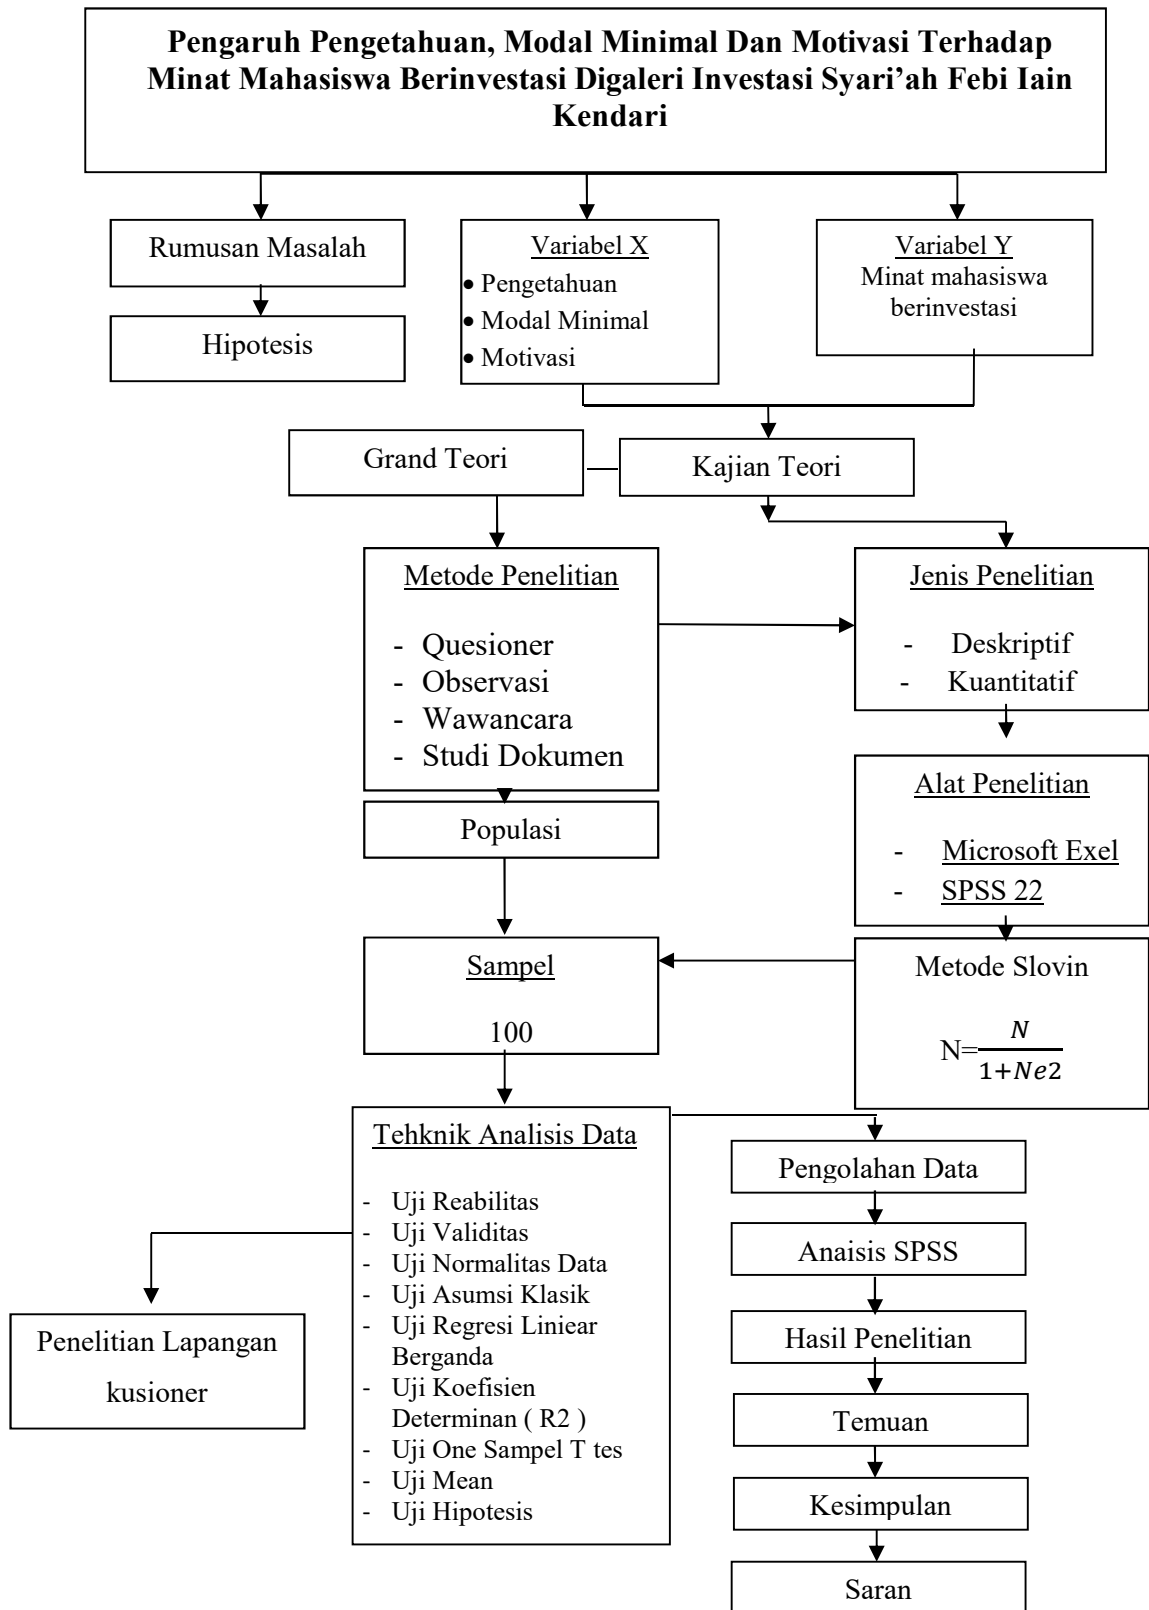 Pengaruh Pengetahuan, Modal Minimal Dan Motivasi Terhadap
Minat Mahasiswa Berinvestasi Digaleri Investasi Syari’ah Febi Iain
Kendari
Rumusan Masalah
Hipotesis
Variabel X
• Pengetahuan
• Modal Minimal
• Motivasi
Variabel Y
Minat mahasiswa
berinvestasi
Grand Teori
Kajian Teori
Metode Penelitian
- Quesioner
- Observasi
- Wawancara
- Studi Dokumen
Jenis Penelitian
- Deskriptif
- Kuantitatif
Populasi
Alat Penelitian
- Microsoft Exel
- SPSS 22
Sampel
100
Metode Slovin
N=N/1+Ne2
Tehknik Analisis Data
- Uji Reabilitas
- Uji Validitas
- Uji Normalitas Data
- Uji Asumsi Klasik
- Uji Regresi Liniear
Berganda
- Uji Koefisien
Determinan ( R2 )
- Uji One Sampel T tes
- Uji Mean
- Uji Hipotesis
Penelitian Lapangan
kusioner
Pengolahan Data
Anaisis SPSS
Hasil Penelitian
Temuan
Kesimpulan
Saran